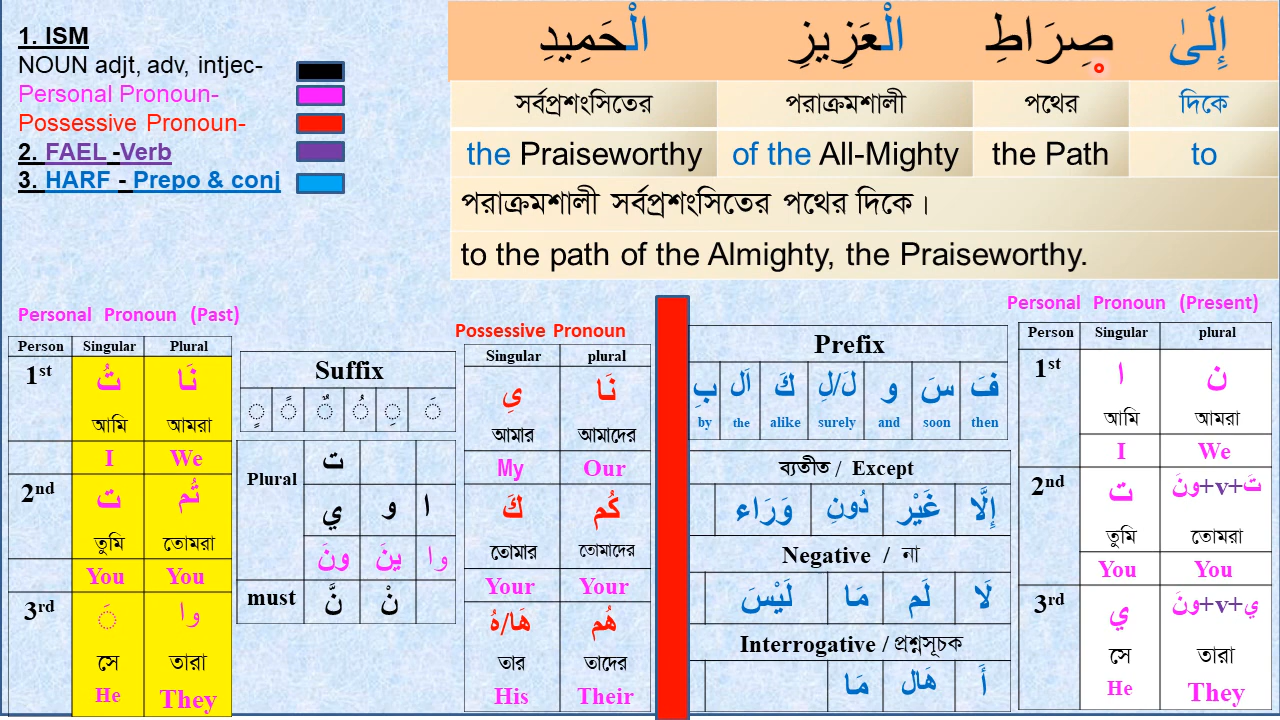 1. ISM
NOUN adjt, adv, intjec-
Personal Pronoun-
Possessive Pronoun-
2. FAEL -Verb
3. HARF - Prepo & conj
إِلَىٰ صِرَاطِ الْعَزِيزِ الْحَمِيدِ
সর্বপ্রশংসিতের পরাক্রমশালী পথের দিকে
the Praiseworthy of the All-Mighty the Path to
পরাক্রমশালী সর্বপ্রশংসিতের পথের দিকে।
to the path of the Almighty, the Praiseworthy.
Personal Pronoun (Past)
Person Singular Plural
1st تُ نَا
আমি আমরা
I We
2nd ت تُم
তুমি তোমরা
You You
3rd َ وا
সে তারা
He They
Suffix
ٍ ً ٌ ُ ِ َ
Plural ت
ي و ا
ونَ ينَ وا
must نَّ نْ
Possessive Pronoun
Singular plural
يِ نَا
আমার আমাদের
My Our
كَ كُم
তোমার তোমাদের
Your Your
هَا/هُ هُم
তার তাদের
His Their
Prefix
بِ اَل كَ لَ/لِ و سَ فَ
by the alike surely and soon then
ব্যতীত / Except
وَرَاء دُونِ غَيْر إِلَّا
Negative / না
لَيْسَ مَا لَم لَا
Interrogative / প্রশ্নসূচক
مَا هَال أَ
Personal Pronoun (Present)
Person Singular plural
1st ا ن
আমি আমরা
I We
2nd ت تَ+v+ونَ
তুমি তোমরা
You You
3rd ي ي+v+ونَ
সে তারা
He They